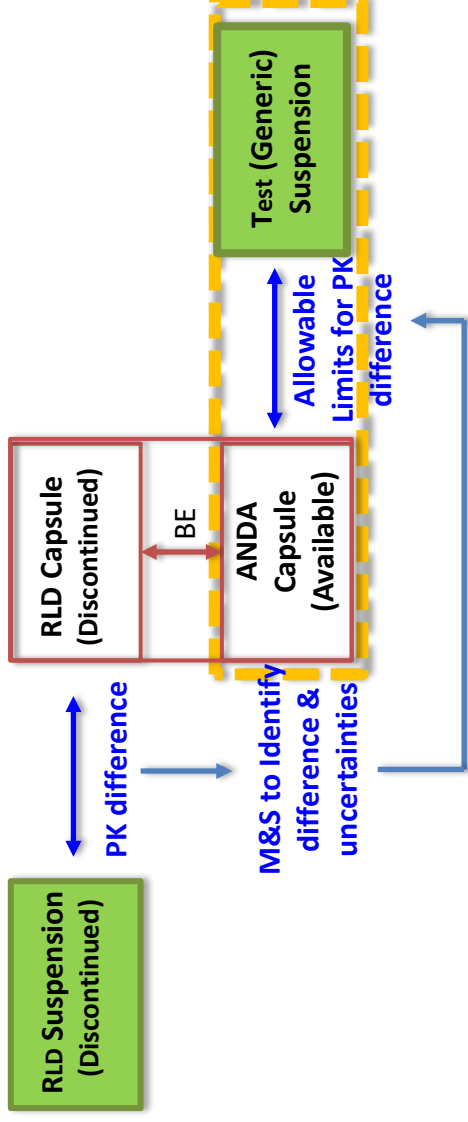 RLD Suspension
(Discontinued)
PK difference
RLD Capsule
(Discontinued)
BE
ANDA
Capsule
(Available)
M&S to Identify
difference &
uncertainties
Allowable
Limits for PK
difference
Test (Generic)
Suspension